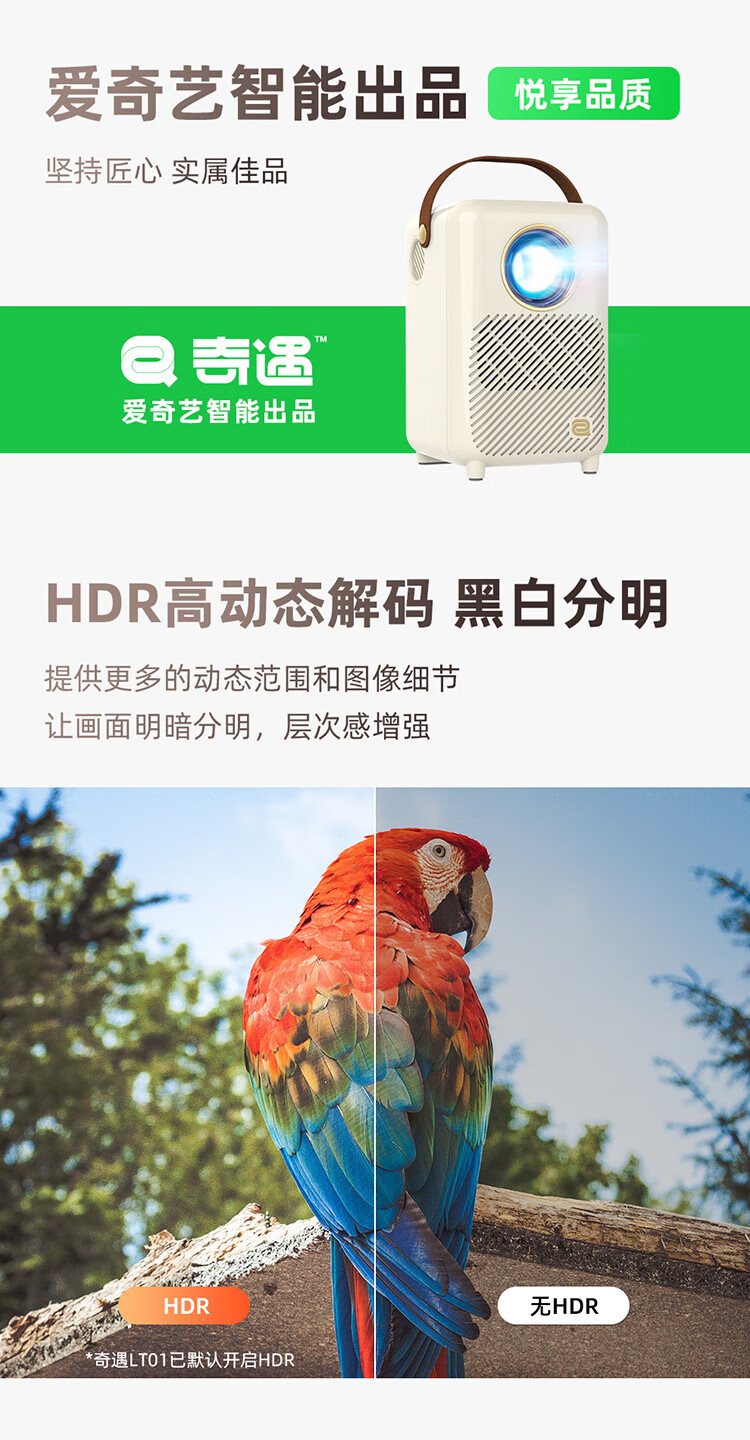 爱奇艺智能出品
悦享品质
坚持匠心 实属佳品
奇遇™
爱奇艺智能出品
HDR高动态解码 黑白分明
提供更多的动态范围和图像细节
让画面明暗分明，层次感增强
HDR
无HDR
*奇遇LT01已默认开启HDR